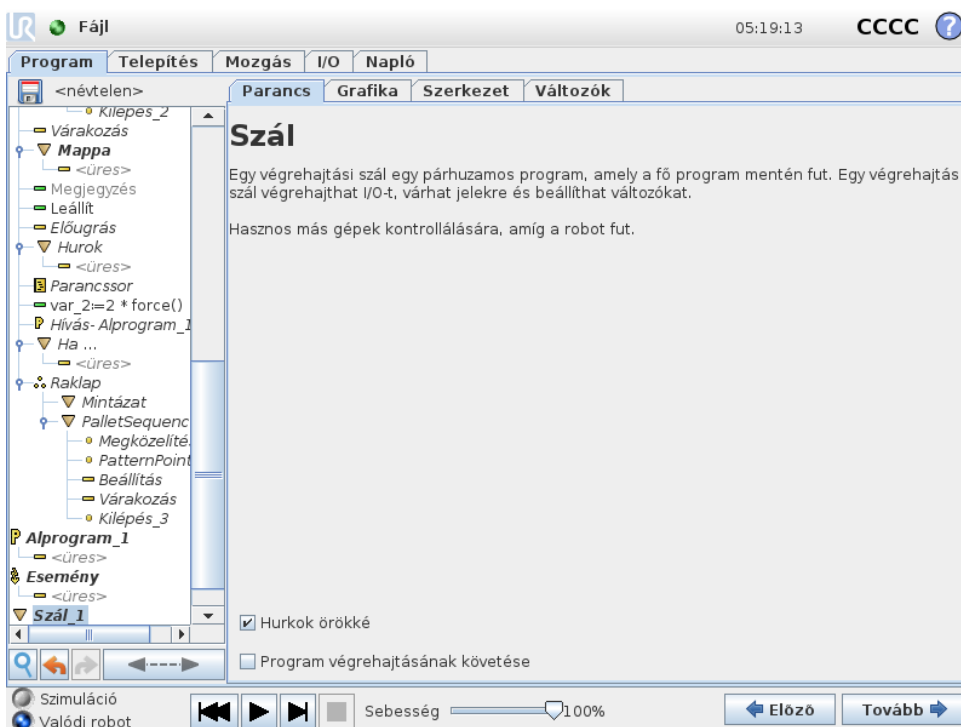 UR Fájl 05:19:13 CCCC ?
Program Telepítés Mozgás I/O Napló
<névtelen>
Parancs Grafika Szerkezet Változók
Kilépés_2
Várakozás
Mappa
<üres>
Megjegyzés
Leállít
Előugrás
Hurok
<üres>
Parancssor
var_2:=2 * force()
Hívás- Alprogram_1
Ha ...
<üres>
Raklap
Mintázat
PalletSequenc
Megközelíté
PatternPoint
Beállítás
Várakozás
Kilépés_3
Alprogram_1
<üres>
Esemény
<üres>
Szál_1
Szál
Egy végrehajtási szál egy párhuzamos program, amely a fő program mentén fut. Egy végrehajtás
szál végrehajthat I/O-t, várhat jelekre és beállíthat változókat.
Hasznos más gépek kontrollálására, amíg a robot fut.
Hurkok örökké
Program végrehajtásának követése
Szimuláció
Valódi robot
Sebesség 100%
Előző
Tovább